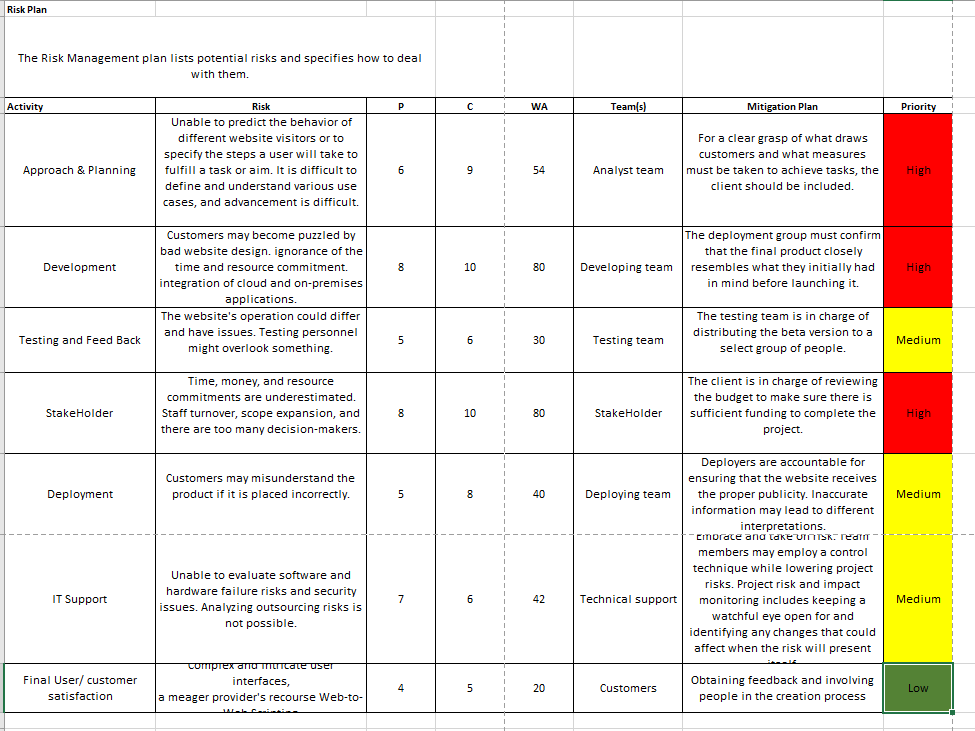 Risk Plan
The Risk Management plan lists potential risks and specifies how to deal
with them.
Activity Risk P C WA Team(s) Mitigation Plan Priority
Approach & Planning
Unable to predict the behavior of
different website visitors or to
specify the steps a user will take to
fulfill a task or aim. It is difficult to
define and understand various use
cases, and advancement is difficult.
6 9 54 Analyst team
For a clear grasp of what draws
customers and what measures
must be taken to achieve tasks, the
client should be included.
High
Development
Customers may become puzzled by
bad website design. ignorance of the
time and resource commitment.
integration of cloud and on-premises
applications.
8 10 80 Developing team
The deployment group must confirm
that the final product closely
resembles what they initially had
in mind before launching it.
High
Testing and Feed Back
The website's operation could differ
and have issues. Testing personnel
might overlook something.
5 6 30 Testing team
The testing team is in charge of
distributing the beta version to a
select group of people.
Medium
StakeHolder
Time, money, and resource
commitments are underestimated.
Staff turnover, scope expansion, and
there are too many decision-makers.
8 10 80 StakeHolder
The client is in charge of reviewing
the budget to make sure there is
sufficient funding to complete the
project.
High
Deployment
Customers may misunderstand the
product if it is placed incorrectly.
5 8 40 Deploying team
Deployers are accountable for
ensuring that the website receives
the proper publicity. Inaccurate
information may lead to different
interpretations.
Medium
IT Support
Unable to evaluate software and
hardware failure risks and security
issues. Analyzing outsourcing risks is
not possible.
7 6 42 Technical support
Embrace and take on risk. Team
members may employ a control
technique while lowering project
risks. Project risk and impact
monitoring includes keeping a
watchful eye open for and
identifying any changes that could
affect when the risk will present
itself
Medium
Final User/ customer
satisfaction
Complex and intricate user
interfaces,
a meager provider's recourse Web-to-
Web Scripting
4 5 20 Customers
Obtaining feedback and involving
people in the creation process
Low